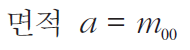 면적 a = m₀₀